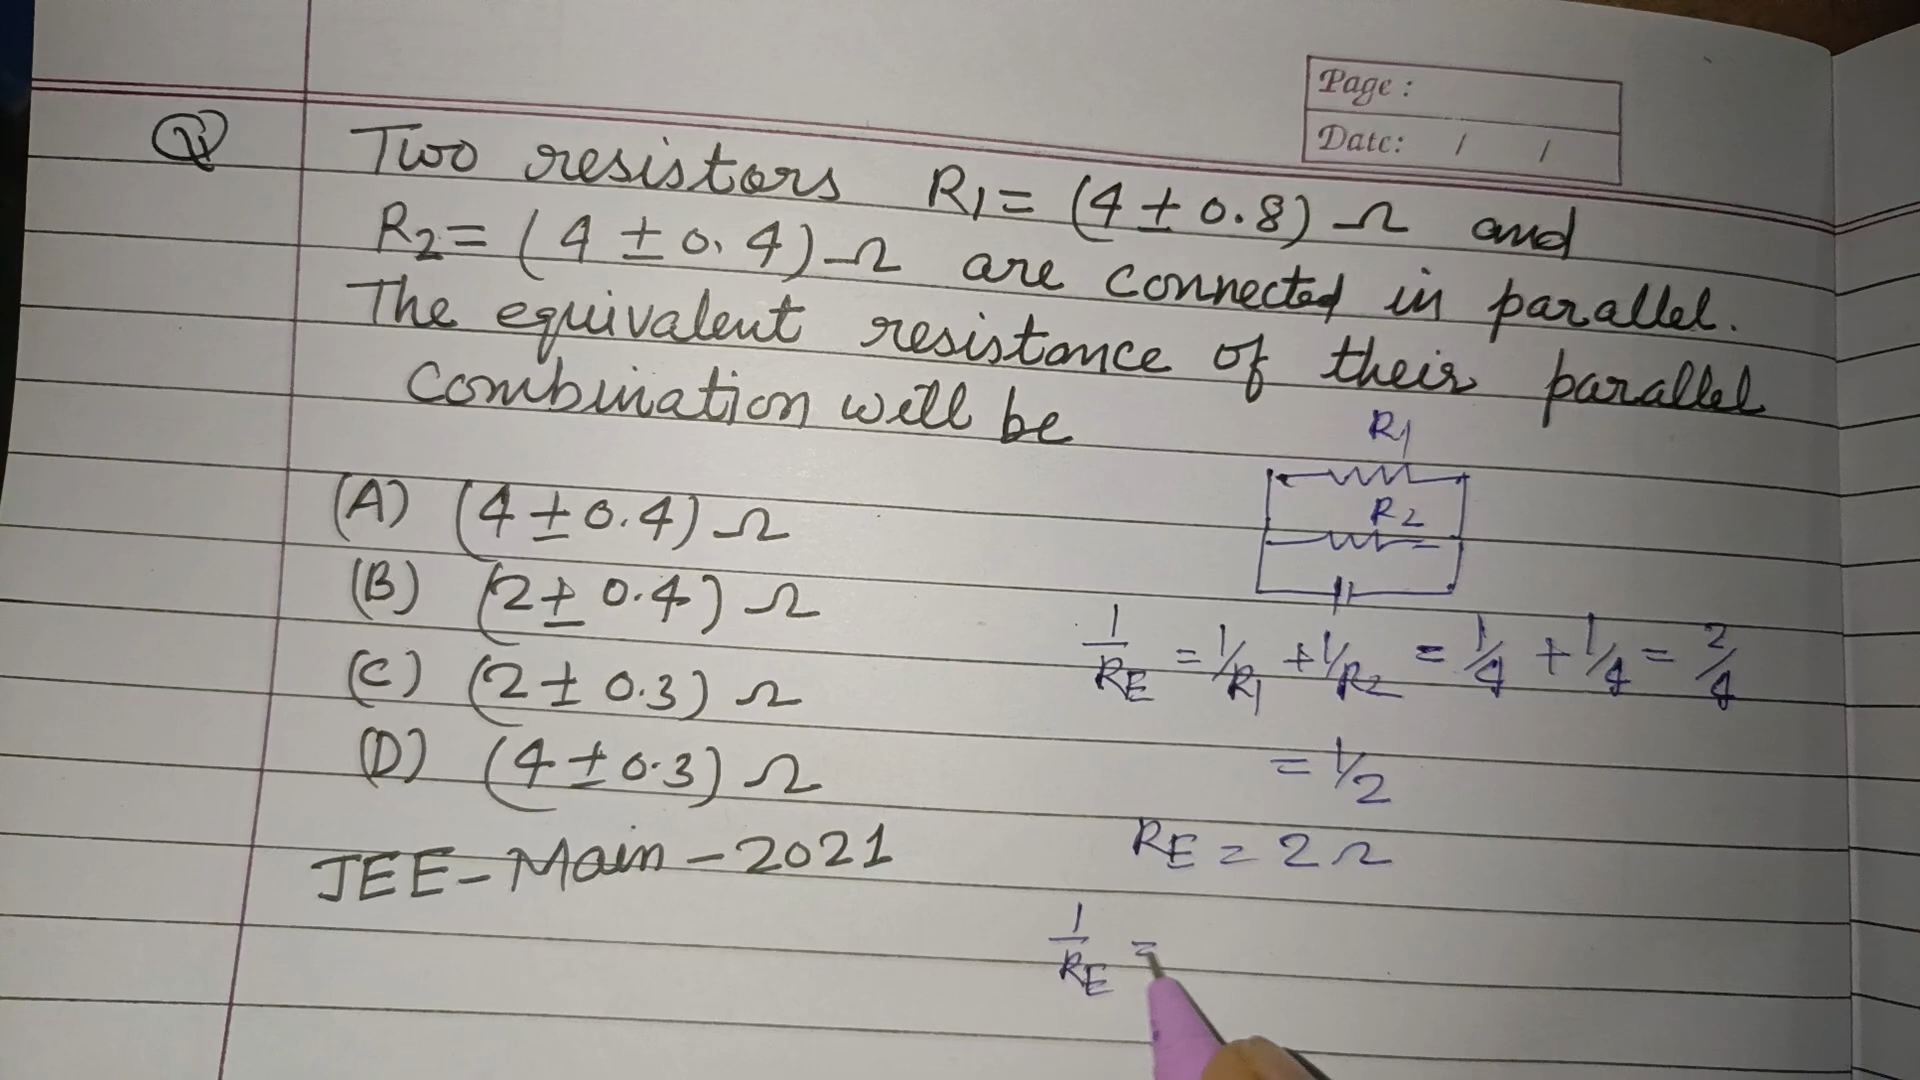 Page :
Date: / /
Q Two resistors R1 = (4 ± 0.8) Ω and
R2 = (4 ± 0.4) Ω are connected in parallel.
The equivalent resistance of their parallel
Combination will be
R1
R2
(A) (4 ± 0.4) Ω
(B) (2 ± 0.4) Ω
(C) (2 ± 0.3) Ω
(D) (4 ± 0.3) Ω
JEE-Main-2021
1/RE = 1/R1 + 1/R2 = 1/4 + 1/4 = 2/4
= 1/2
RE = 2 Ω
1/RE =